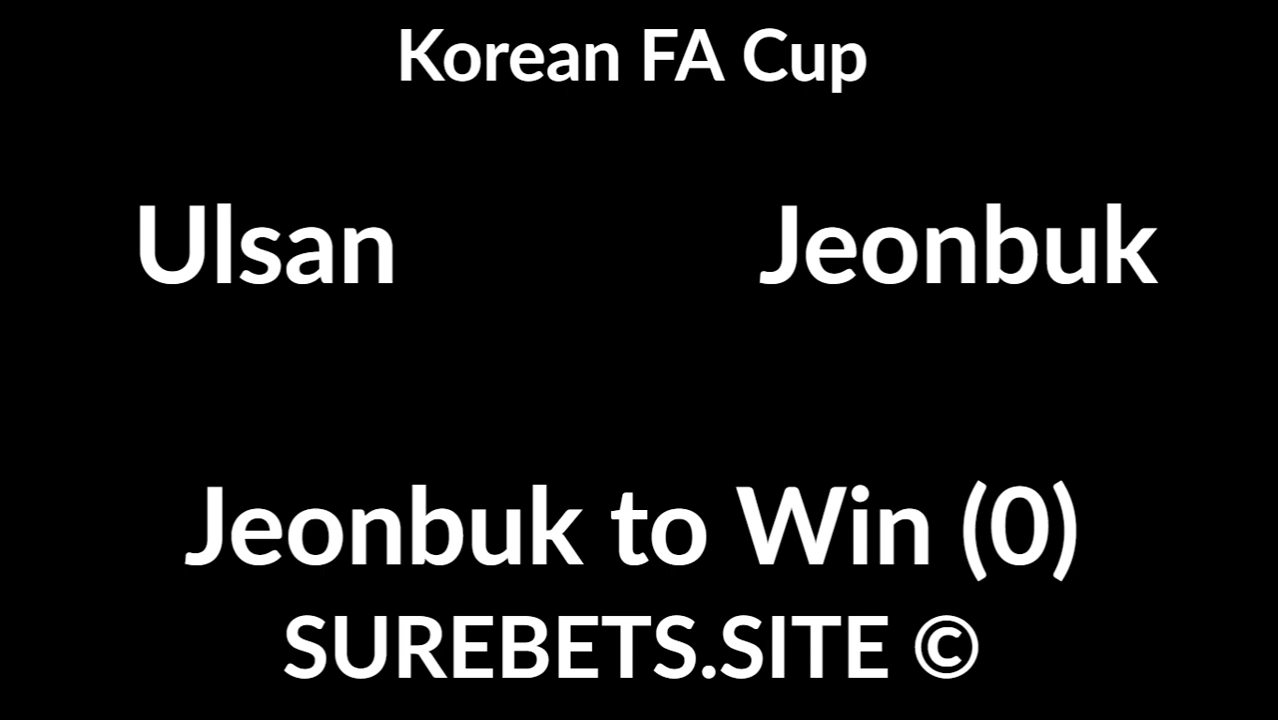 Korean FA Cup
Ulsan Jeonbuk
Jeonbuk to Win (0)
SUREBETS.SITE ©